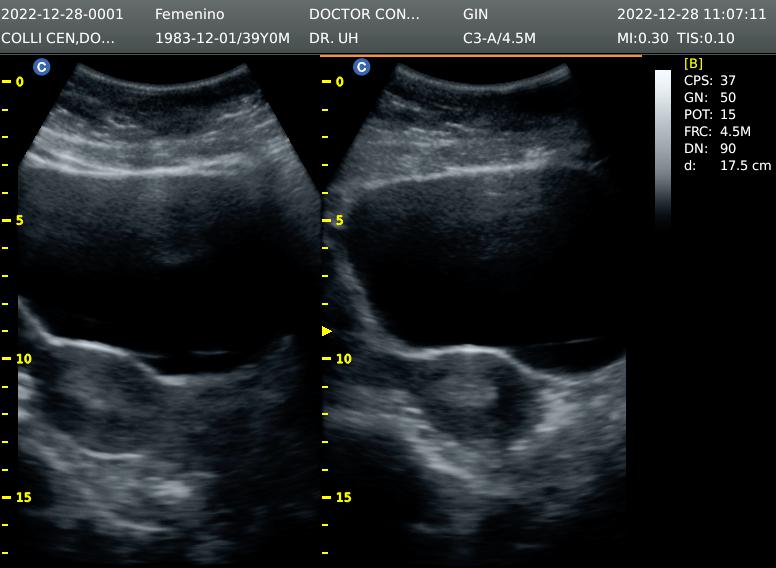 2022-12-28-0001 Femenino DOCTOR CON... GIN 2022-12-28 11:07:11
COLLI CEN,DO... 1983-12-01/39Y0M DR. UH C3-A/4.5M MI:0.30 TIS:0.10
C C [B]
0 0 CPS: 37
GN: 50
POT: 15
FRC: 4.5M
DN: 90
d: 17.5 cm
5 5
10 10
15 15